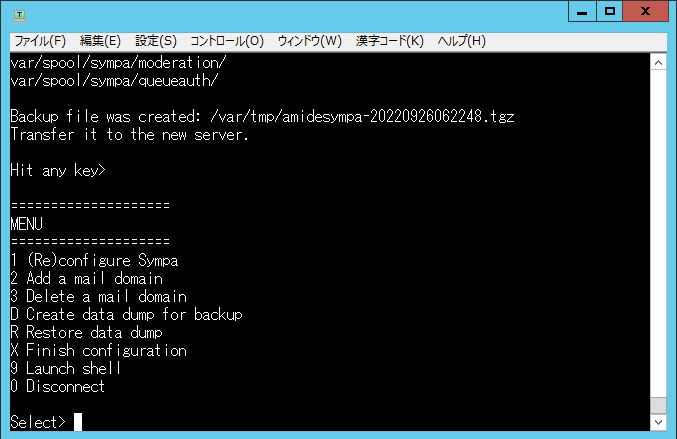 ファイル(F) 編集(E) 設定(S) コントロール(O) ウィンドウ(W) 漢字コード(K) ヘルプ(H)
var/spool/sympa/moderation/
var/spool/sympa/queueauth/
Backup file was created: /var/tmp/amidesympa-20220926062248.tgz
Transfer it to the new server.
Hit any key>
====================
MENU
====================
1 (Re)configure Sympa
2 Add a mail domain
3 Delete a mail domain
D Create data dump for backup
R Restore data dump
X Finish configuration
9 Launch shell
0 Disconnect
Select>